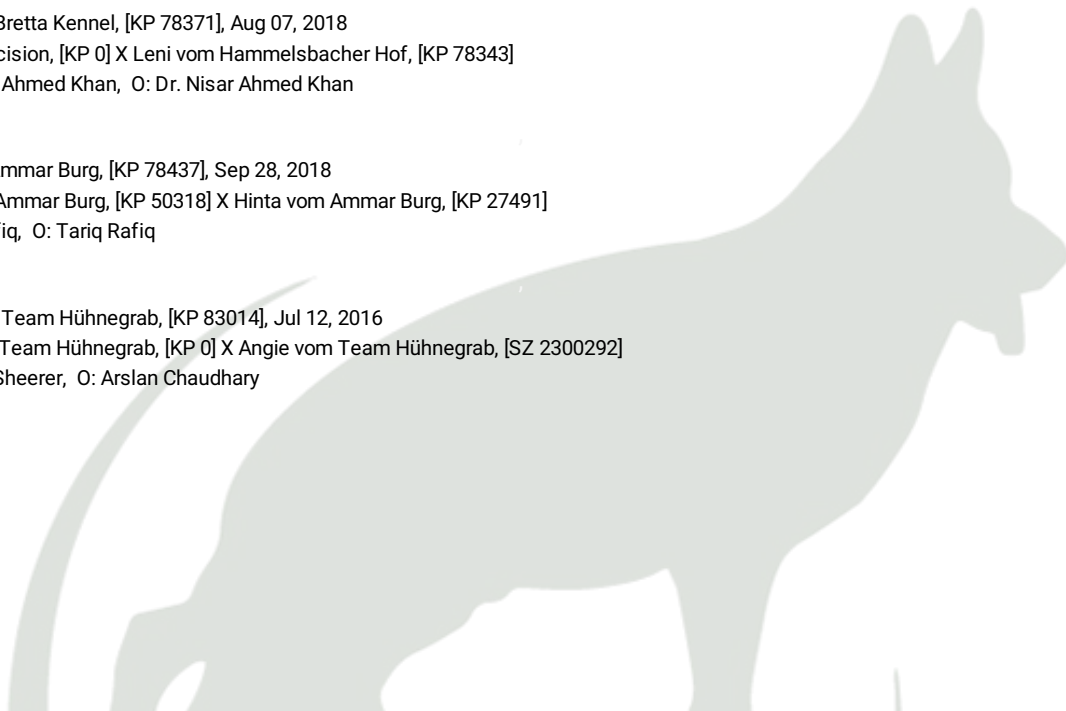 Bretta Kennel, [KP 78371], Aug 07, 2018
cision, [KP 0] X Leni vom Hammelsbacher Hof, [KP 78343]
Ahmed Khan, O: Dr. Nisar Ahmed Khan
mmar Burg, [KP 78437], Sep 28, 2018
Ammar Burg, [KP 50318] X Hinta vom Ammar Burg, [KP 27491]
fiq, O: Tariq Rafiq
Team Hühnegrab, [KP 83014], Jul 12, 2016
Team Hühnegrab, [KP 0] X Angie vom Team Hühnegrab, [SZ 2300292]
Sheerer, O: Arslan Chaudhary